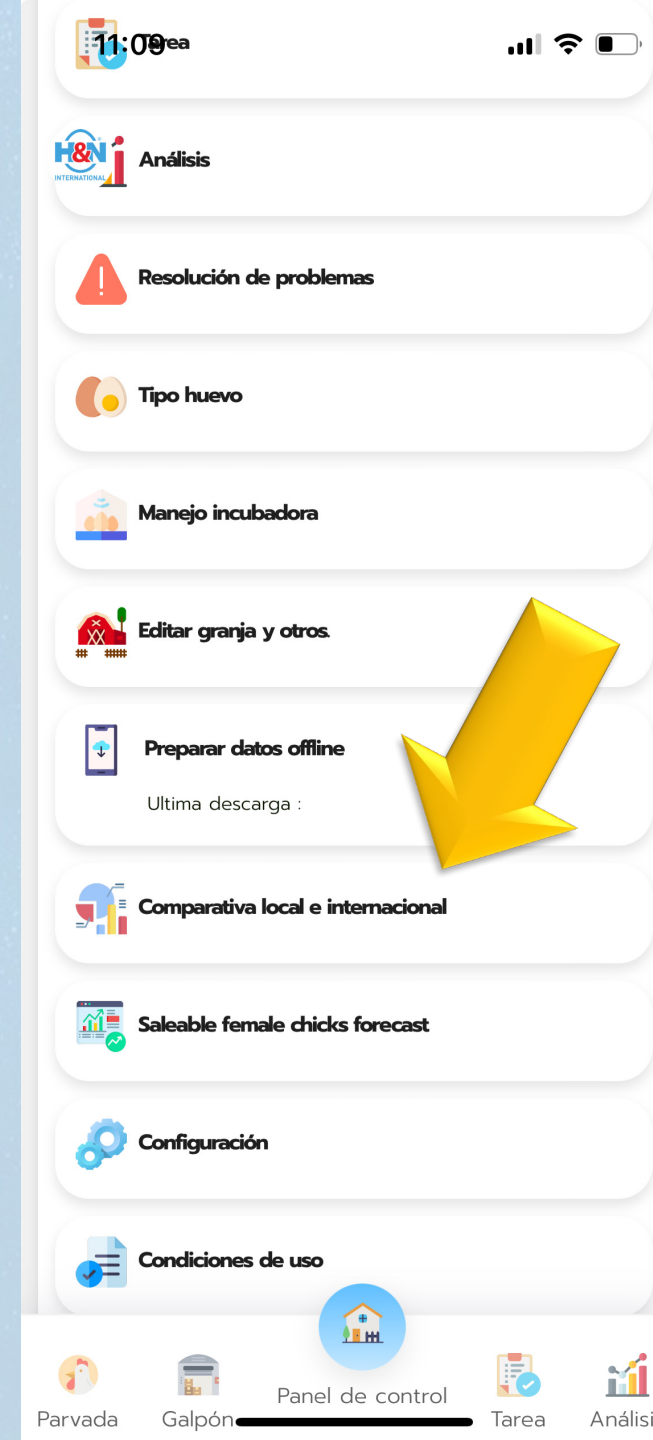 11:09
Tarea
H&N
INTERNATIONAL
Análisis
Resolución de problemas
Tipo huevo
Manejo incubadora
Editar granja y otros.
Preparar datos offline
Ultima descarga :
Comparativa local e internacional
Saleable female chicks forecast
Configuración
Condiciones de uso
Parvada
Galpón
Panel de control
Tarea
Análisi